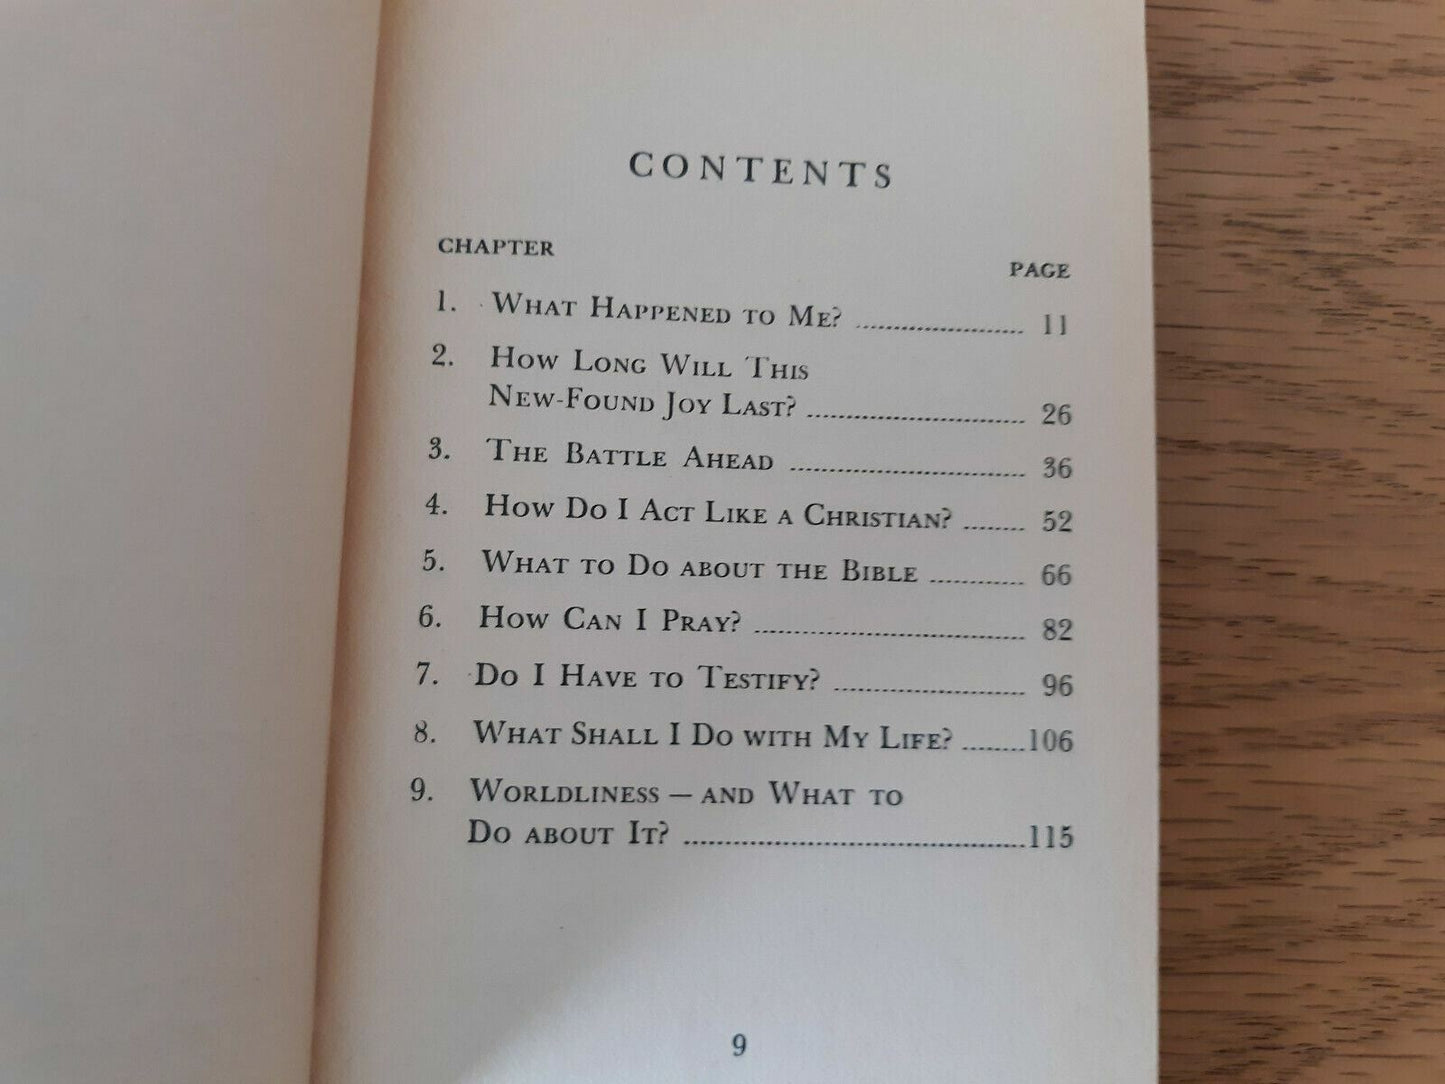 CONTENTS
CHAPTER
PAGE
1. What Happened to Me? ........................ 11
2. How Long Will This
New-Found Joy Last? ............................... 26
3. The Battle Ahead .................................. 36
4. How Do I Act Like a Christian? ......... 52
5. What to Do about the Bible .............. 66
6. How Can I Pray? ....................................... 82
7. Do I Have to Testify? ............................ 96
8. What Shall I Do with My Life? .........106
9. Worldliness — and What to
Do about It? .................................................115
9